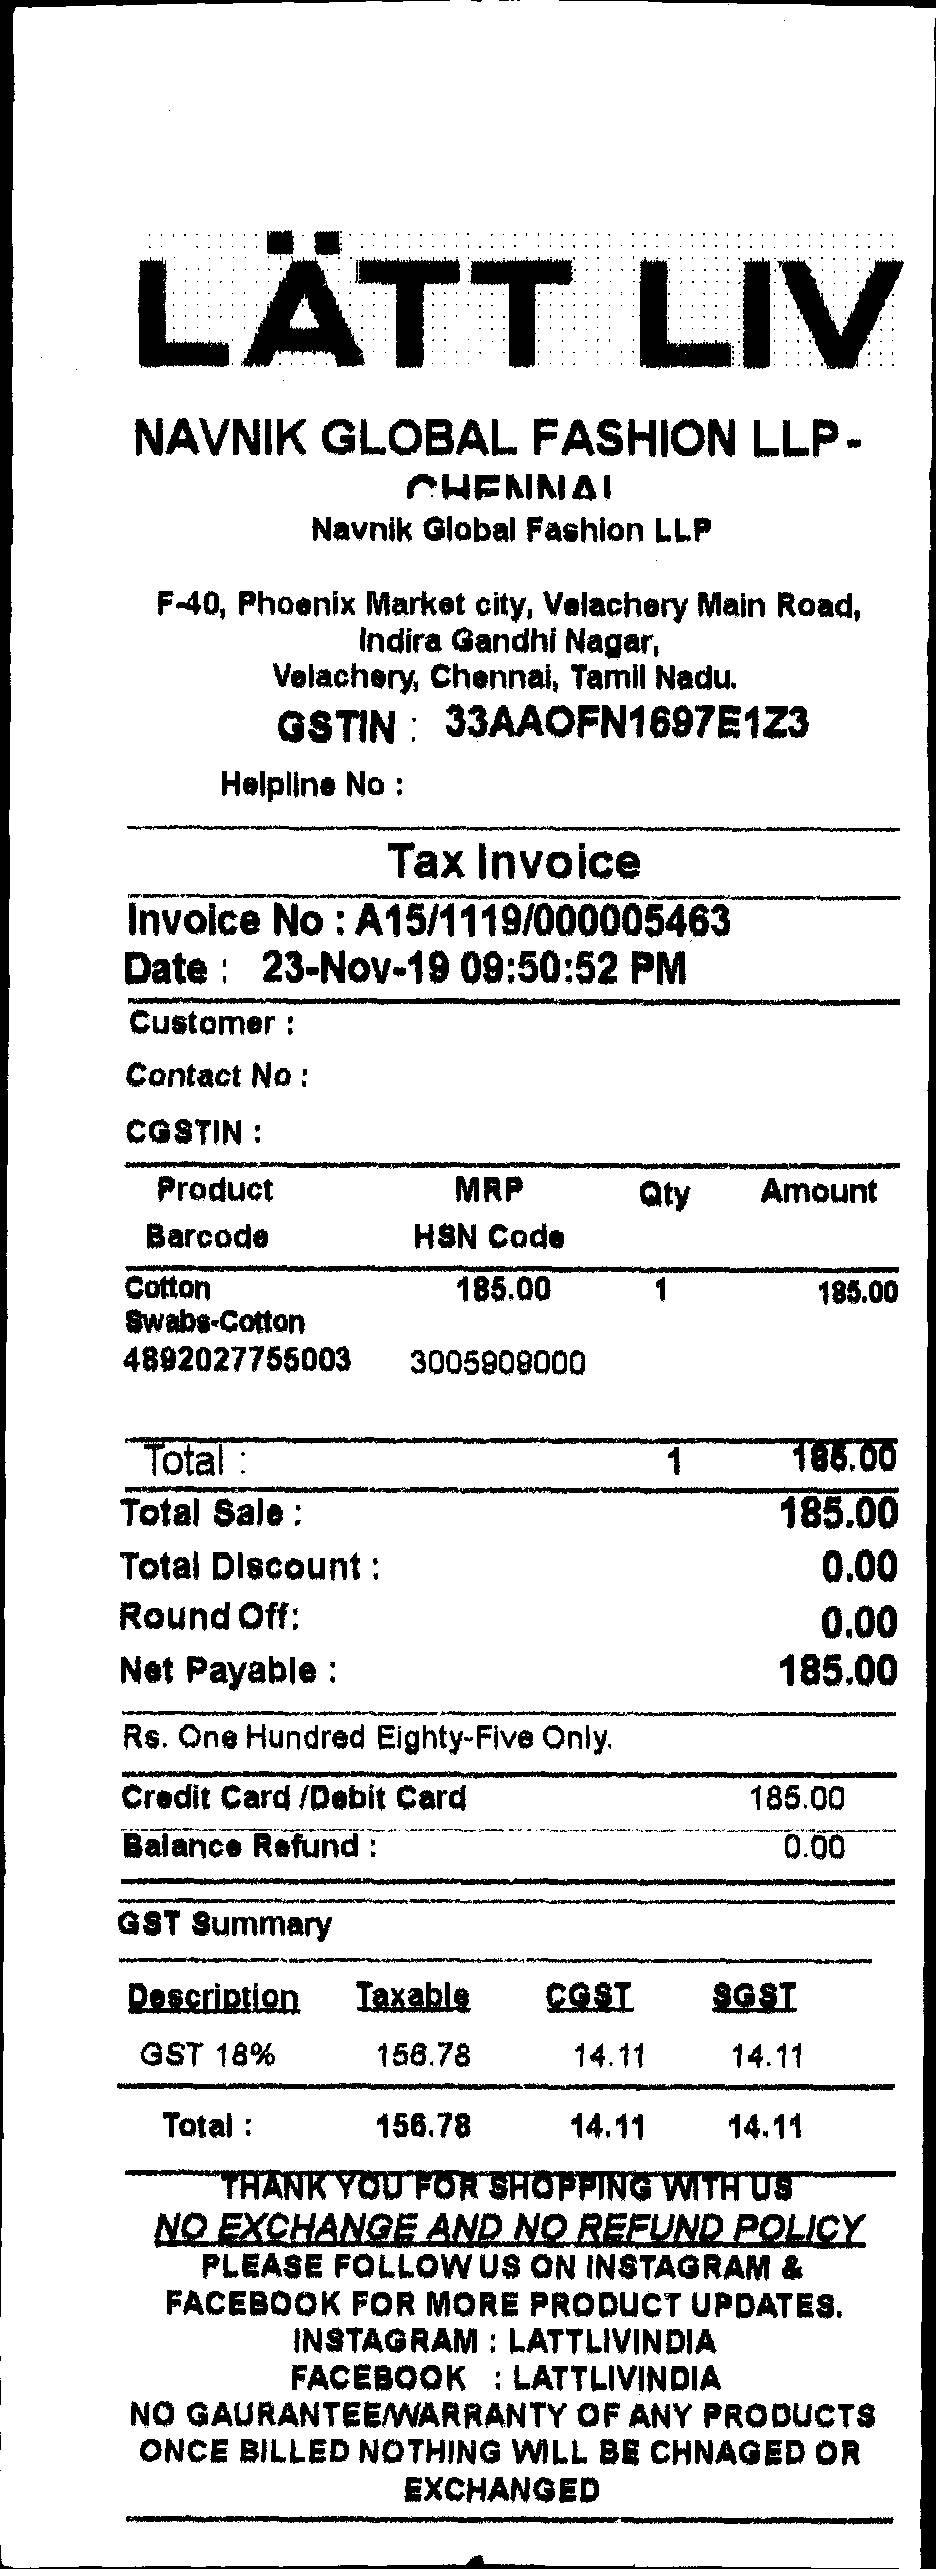 LÄTT LIV
NAVNIK GLOBAL FASHION LLP-
CHENNAI
Navnik Global Fashion LLP
F-40, Phoenix Market city, Velachery Main Road,
Indira Gandhi Nagar,
Velachery, Chennai, Tamil Nadu.
GSTIN : 33AAOFN1697E1Z3
Helpline No :
Tax Invoice
Invoice No : A15/1119/000005463
Date : 23-Nov-19 09:50:52 PM
Customer :
Contact No :
CGSTIN :
Product MRP Qty Amount
Barcode HSN Code
Cotton 185.00 1 185.00
Swabs-Cotton
4892027755003 3005909000
Total : 1 185.00
Total Sale : 185.00
Total Discount : 0.00
Round Off: 0.00
Net Payable : 185.00
Rs. One Hundred Eighty-Five Only.
Credit Card /Debit Card 185.00
Balance Refund : 0.00
GST Summary
Description Taxable CGST SGST
GST 18% 156.78 14.11 14.11
Total : 156.78 14.11 14.11
THANK YOU FOR SHOPPING WITH US
NO EXCHANGE AND NO REFUND POLICY
PLEASE FOLLOW US ON INSTAGRAM &
FACEBOOK FOR MORE PRODUCT UPDATES.
INSTAGRAM : LATTLIVINDIA
FACEBOOK : LATTLIVINDIA
NO GAURANTEE/WARRANTY OF ANY PRODUCTS
ONCE BILLED NOTHING WILL BE CHNAGED OR
EXCHANGED